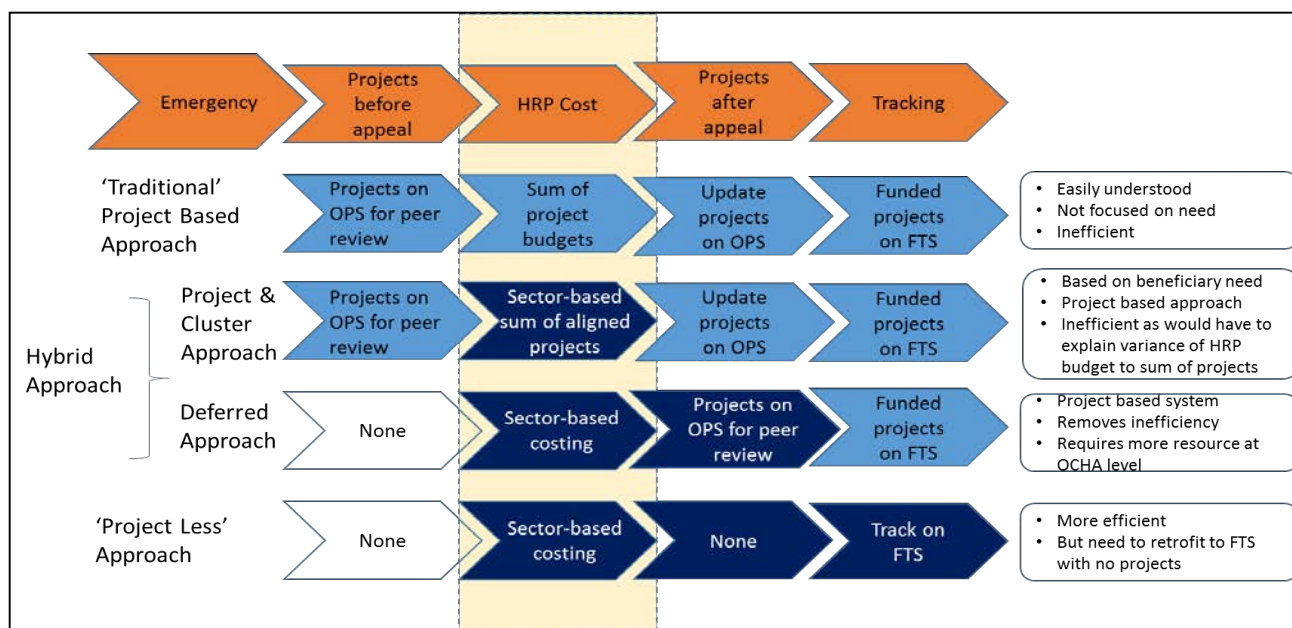 Emergency
Projects
before
appeal
HRP Cost
Projects
after
appeal
Tracking
‘Traditional’
Project Based
Approach
Projects on
OPS for peer
review
Sum of
project
budgets
Update
projects
on OPS
Funded
projects
on FTS
• Easily understood
• Not focused on need
• Inefficient
Hybrid
Approach
Project &
Cluster
Approach
Projects on
OPS for peer
review
Sector-based
sum of aligned
projects
Update
projects
on OPS
Funded
projects
on FTS
• Based on beneficiary need
• Project based approach
• Inefficient as would have to
explain variance of HRP
budget to sum of projects
Deferred
Approach
None
Sector-based
costing
Projects on
OPS for peer
review
Funded
projects
on FTS
• Project based system
• Removes inefficiency
• Requires more resource at
OCHA level
‘Project Less’
Approach
None
Sector-based
costing
None
Track on
FTS
• More efficient
• But need to retrofit to FTS
with no projects